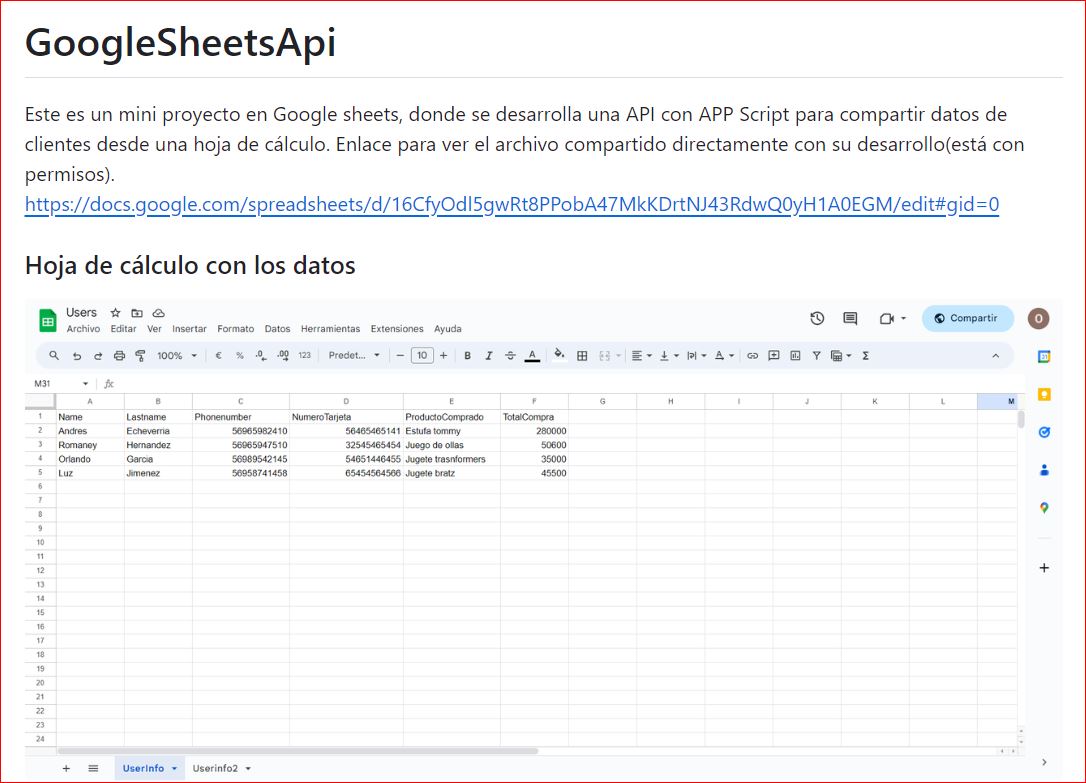 GoogleSheetsApi
Este es un mini proyecto en Google sheets, donde se desarrolla una API con APP Script para compartir datos de
clientes desde una hoja de cálculo. Enlace para ver el archivo compartido directamente con su desarrollo(está con
permisos).
https://docs.google.com/spreadsheets/d/16CfyOdl5gwRt8PPobA47MkKDrtNJ43RdwQ0yH1A0EGM/edit#gid=0
Hoja de cálculo con los datos
Users
Archivo Editar Ver Insertar Formato Datos Herramientas Extensiones Ayuda
Compartir O
100% € % .0 .00 123 Predet... − 10 + B I S A Σ
31
M31 fx
A B C D E F G H I J K L M
1 Name Lastname Phonenumber NumeroTarjeta ProductoComprado TotalCompra
2 Andres Echeverria 56965982410 56465465141 Estufa tommy 280000
3 Romaney Hernandez 56965947510 32545465454 Juego de ollas 50600
4 Orlando Garcia 56989542145 54651446455 Jugete trasnformers 35000
5 Luz Jimenez 56958741458 65454564566 Jugete bratz 45500
6
7
8
9
10
11
12
13
14
15
16
17
18
19
20
21
22
23
24
+ UserInfo Userinfo2